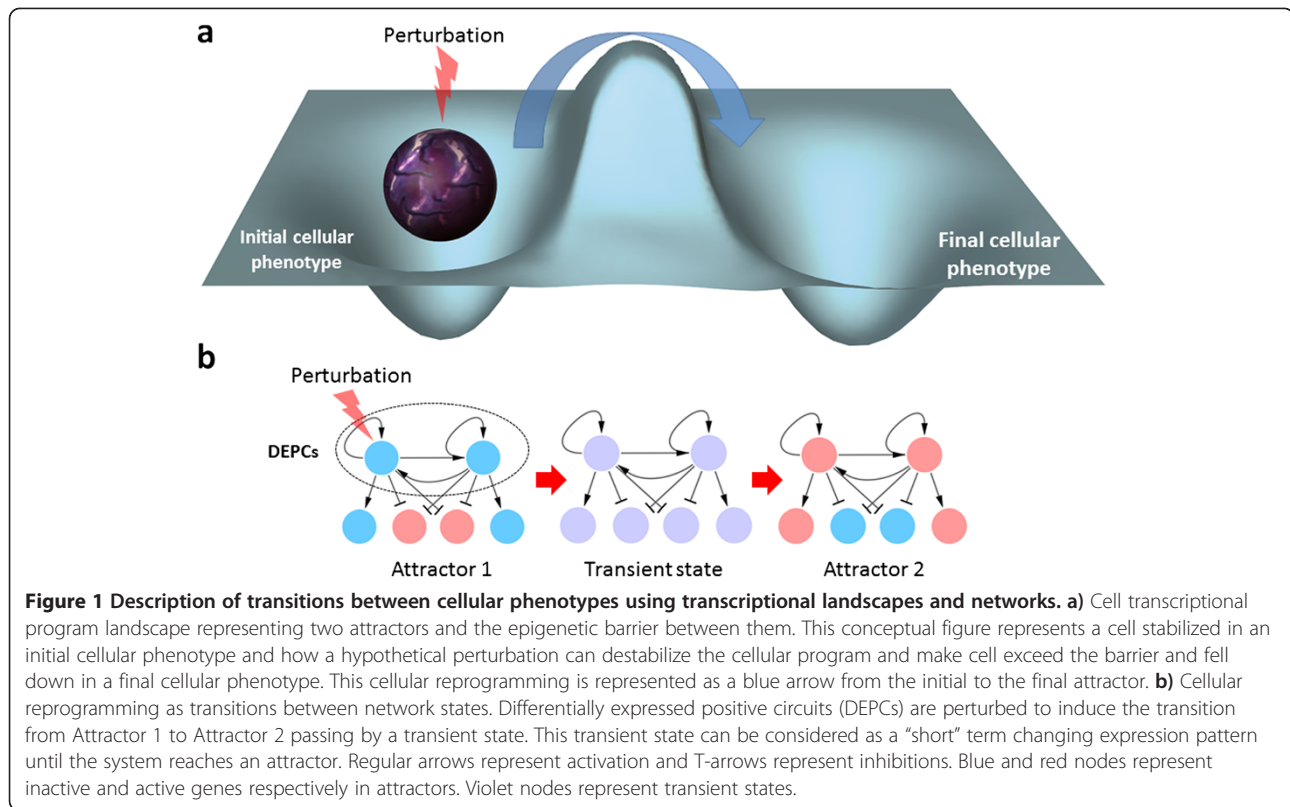 a
Perturbation
Initial cellular
phenotype
Final cellular
phenotype
b
Perturbation
DEPCs
Attractor 1
Transient state
Attractor 2
Figure 1 Description of transitions between cellular phenotypes using transcriptional landscapes and networks. a) Cell transcriptional
program landscape representing two attractors and the epigenetic barrier between them. This conceptual figure represents a cell stabilized in an
initial cellular phenotype and how a hypothetical perturbation can destabilize the cellular program and make cell exceed the barrier and fell
down in a final cellular phenotype. This cellular reprogramming is represented as a blue arrow from the initial to the final attractor. b) Cellular
reprogramming as transitions between network states. Differentially expressed positive circuits (DEPCs) are perturbed to induce the transition
from Attractor 1 to Attractor 2 passing by a transient state. This transient state can be considered as a “short” term changing expression pattern
until the system reaches an attractor. Regular arrows represent activation and T-arrows represent inhibitions. Blue and red nodes represent
inactive and active genes respectively in attractors. Violet nodes represent transient states.